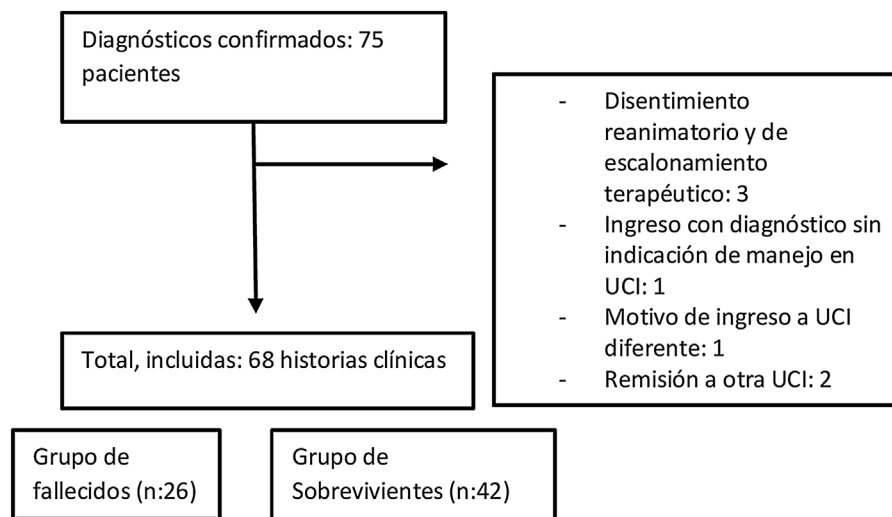 Diagnósticos confirmados: 75
pacientes
- Disentimiento
reanimatorio y de
escalonamiento
terapéutico: 3
- Ingreso con diagnóstico sin
indicación de manejo en
UCI: 1
- Motivo de ingreso a UCI
diferente: 1
- Remisión a otra UCI: 2
Total, incluidas: 68 historias clínicas
Grupo de
fallecidos (n:26)
Grupo de
Sobrevivientes (n:42)